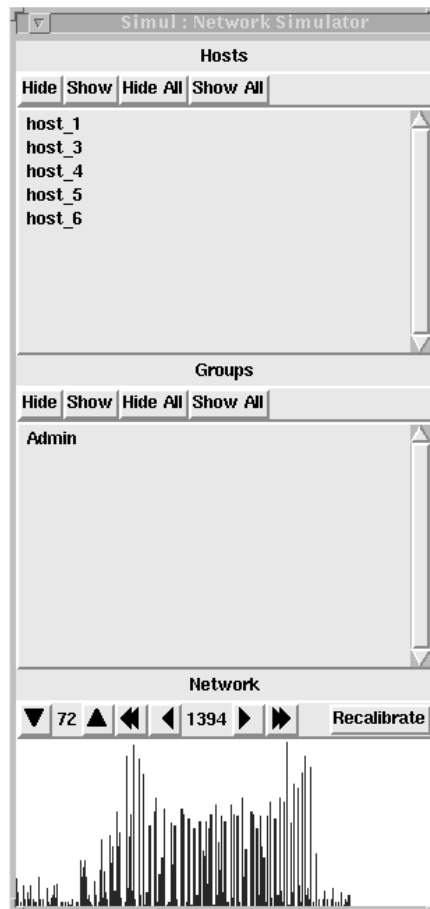 Simul : Network Simulator
Hosts
Hide Show Hide All Show All
host_1
host_3
host_4
host_5
host_6
Groups
Hide Show Hide All Show All
Admin
Network
72 1394 Recalibrate